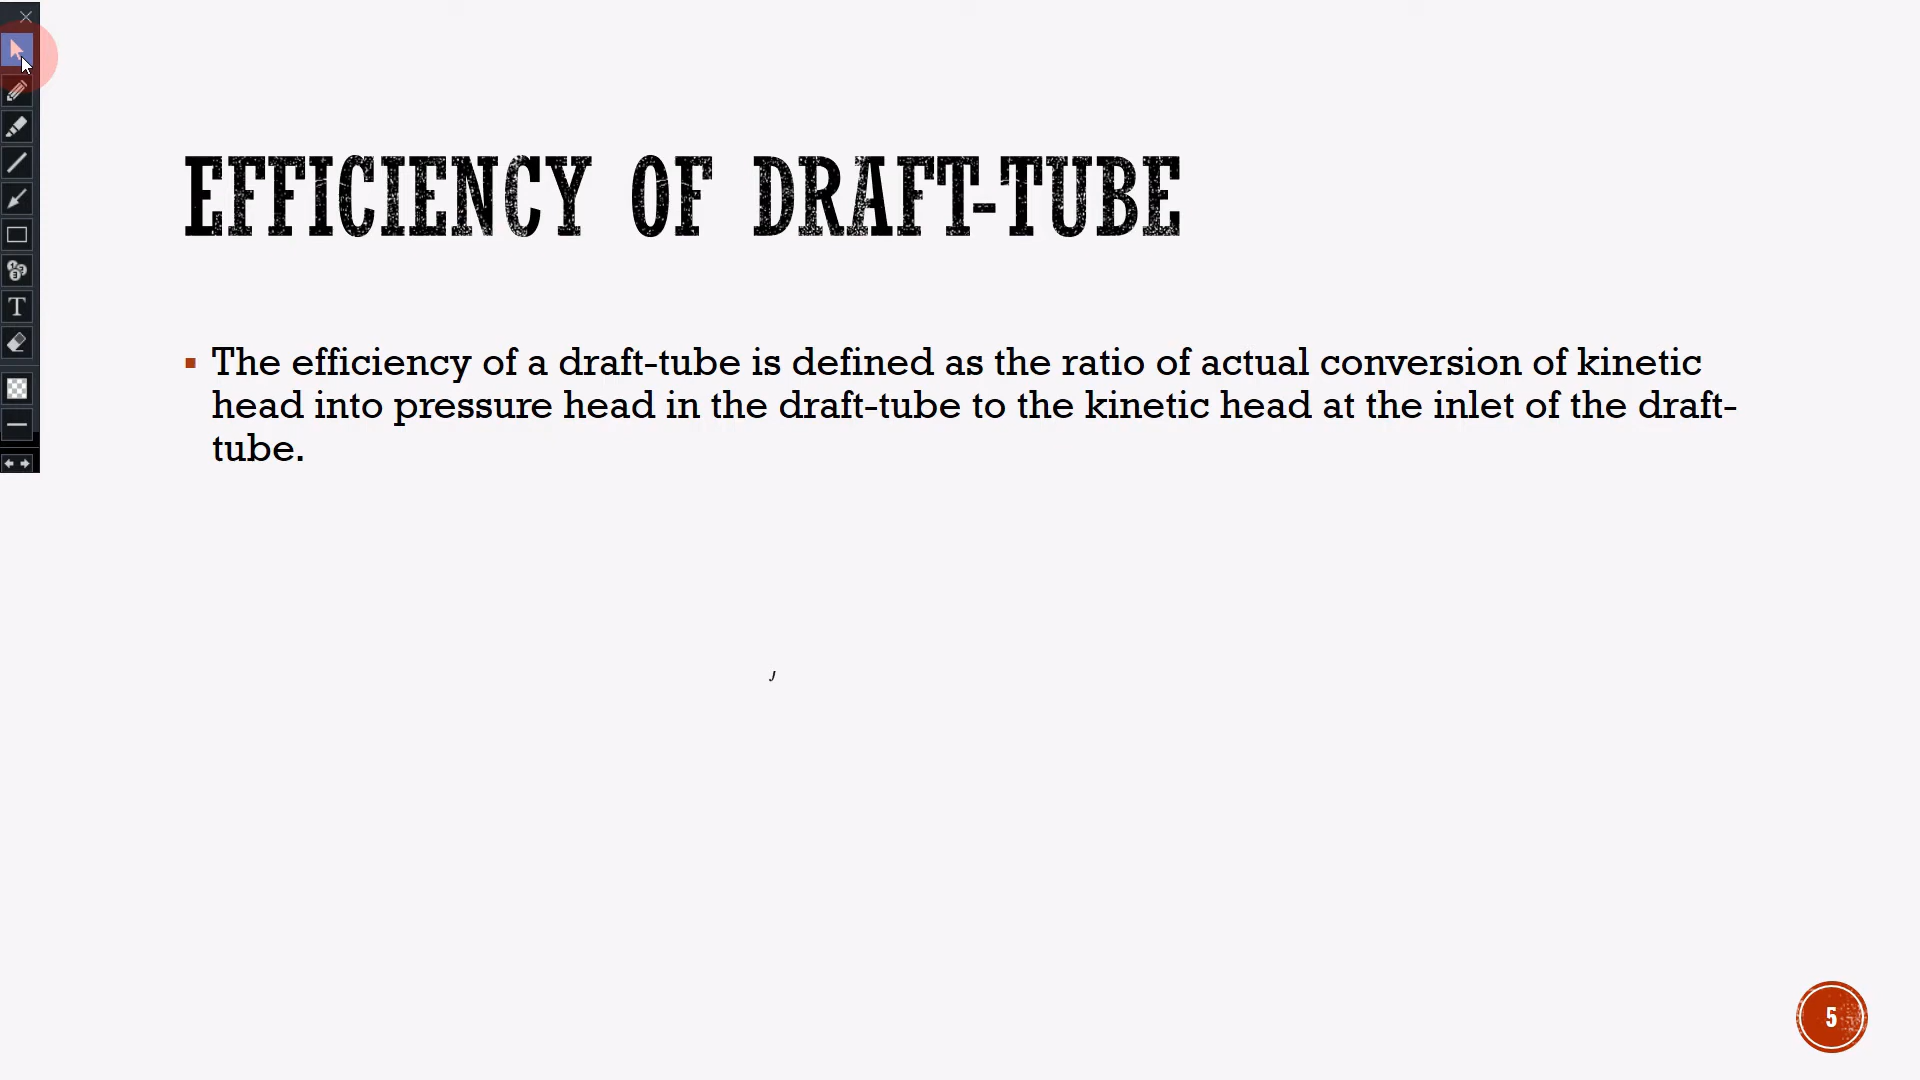 EFFICIENCY OF DRAFT-TUBE
▪ The efficiency of a draft-tube is defined as the ratio of actual conversion of kinetic
head into pressure head in the draft-tube to the kinetic head at the inlet of the draft-
tube.
,
5